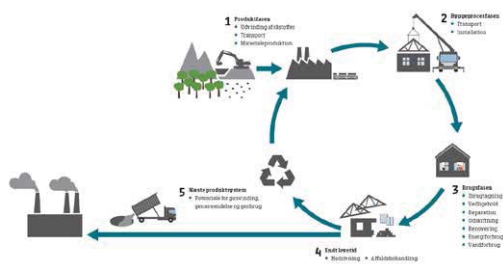 1 Produktfasen
• Udvinding af råstoffer
• Transport
• Materialeproduktion
2 Byggeprocesfasen
• Transport
• Installation
3 Brugsfasen
• Ibrugtagning
• Vedligehold
• Reparation
• Udskiftning
• Renovering
• Energiforbrug
• Vandforbrug
4 Endt levetid
• Nedrivning • Affaldsbehandling
5 Næste produktsystem
• Potentiale for genvinding,
genanvendelse og genbrug